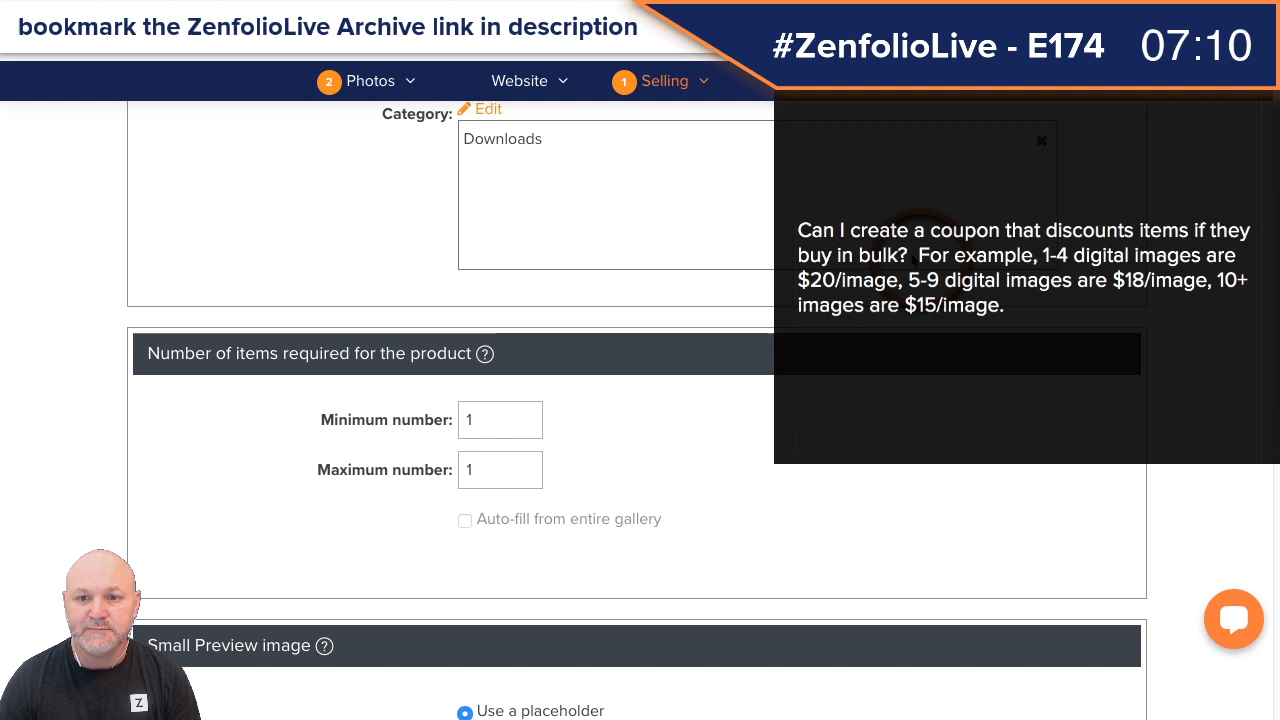 bookmark the ZenfolioLive Archive link in description
#ZenfolioLive - E174
07:10
2 Photos
Website
1 Selling
Category:
Edit
Downloads
Can I create a coupon that discounts items if they
buy in bulk?  For example, 1-4 digital images are
$20/image, 5-9 digital images are $18/image, 10+
images are $15/image.
Number of items required for the product ?
Minimum number: 1
Maximum number: 1
Auto-fill from entire gallery
Small Preview image ?
Z
Use a placeholder